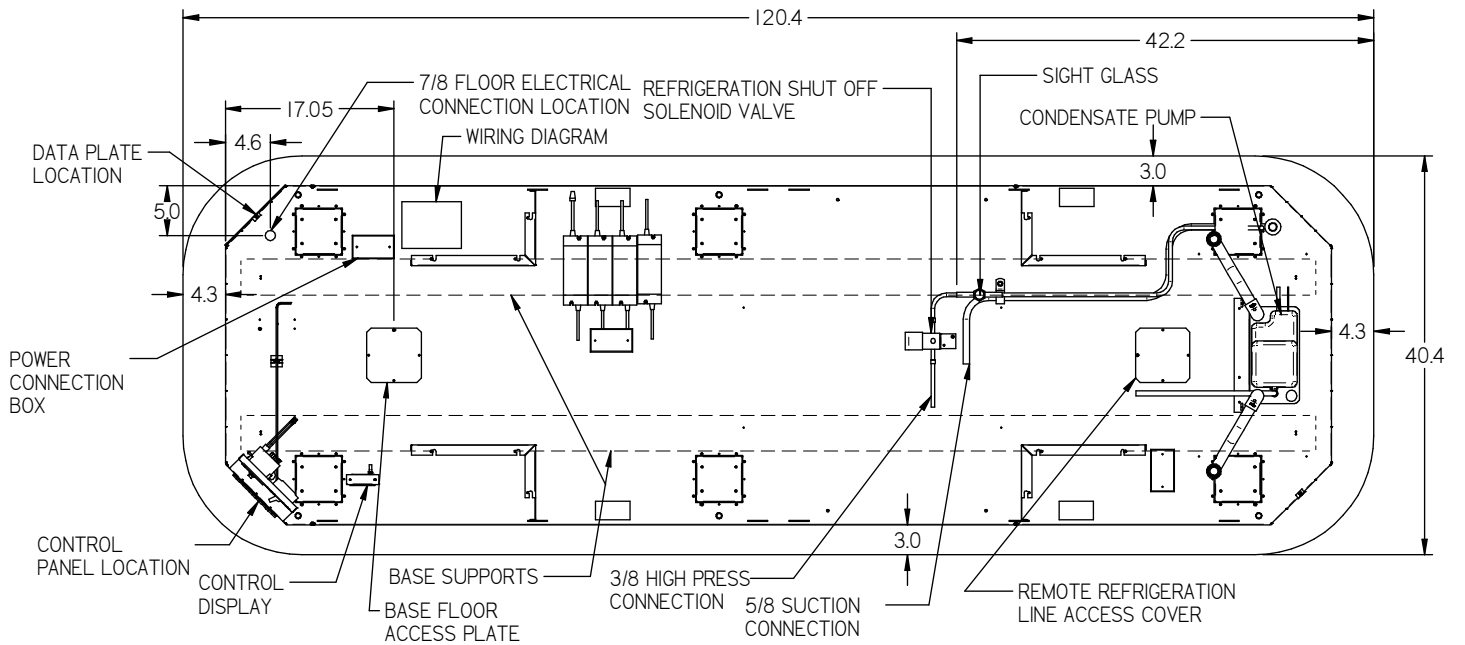 120.4
42.2
7/8 FLOOR ELECTRICAL
CONNECTION LOCATION
REFRIGERATION SHUT OFF
SOLENOID VALVE
SIGHT GLASS
17.05
CONDENSATE PUMP
WIRING DIAGRAM
4.6
DATA PLATE
LOCATION
3.0
5.0
4.3
4.3
40.4
POWER
CONNECTION
BOX
3.0
CONTROL
PANEL LOCATION
CONTROL
DISPLAY
BASE SUPPORTS
BASE FLOOR
ACCESS PLATE
3/8 HIGH PRESS
CONNECTION
5/8 SUCTION
CONNECTION
REMOTE REFRIGERATION
LINE ACCESS COVER